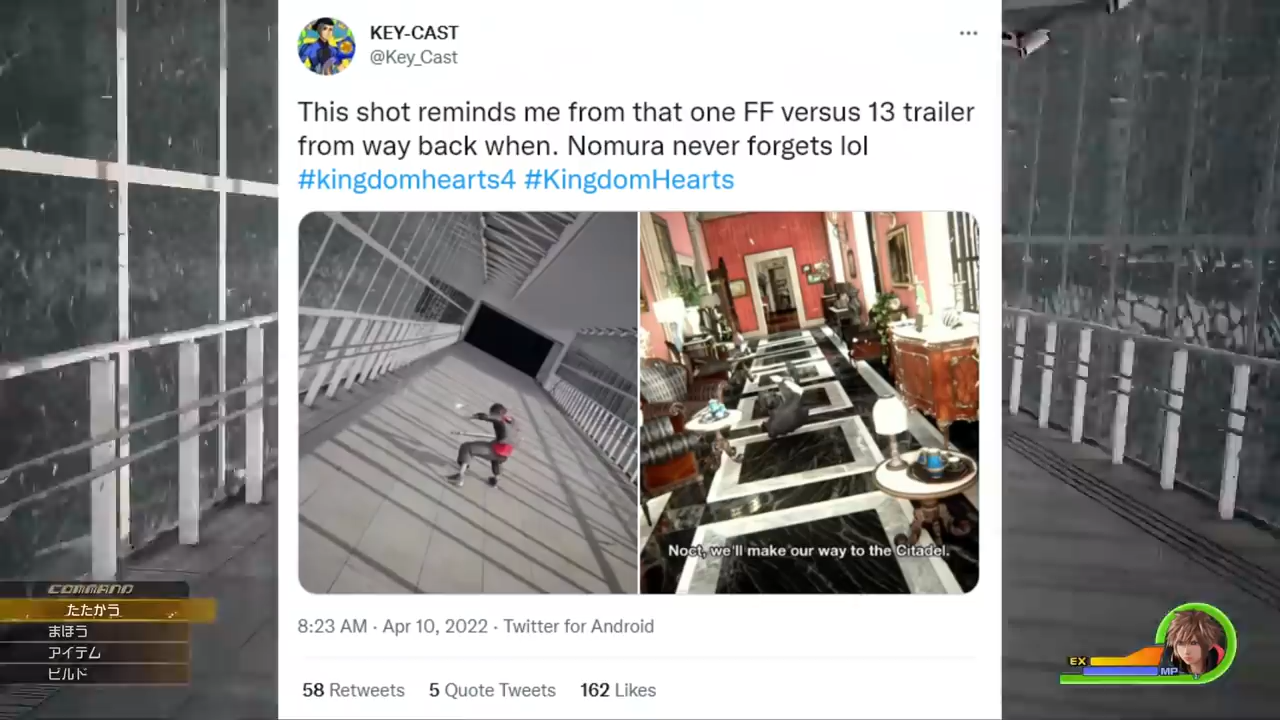 KEY-CAST
@Key_Cast
This shot reminds me from that one FF versus 13 trailer
from way back when. Nomura never forgets lol
#kingdomhearts4 #KingdomHearts
Noct, we'll make our way to the Citadel.
8:23 AM · Apr 10, 2022 · Twitter for Android
58 Retweets 5 Quote Tweets 162 Likes
COMMAND
たたかう
まほう
アイテム
ビルド
EX
MP